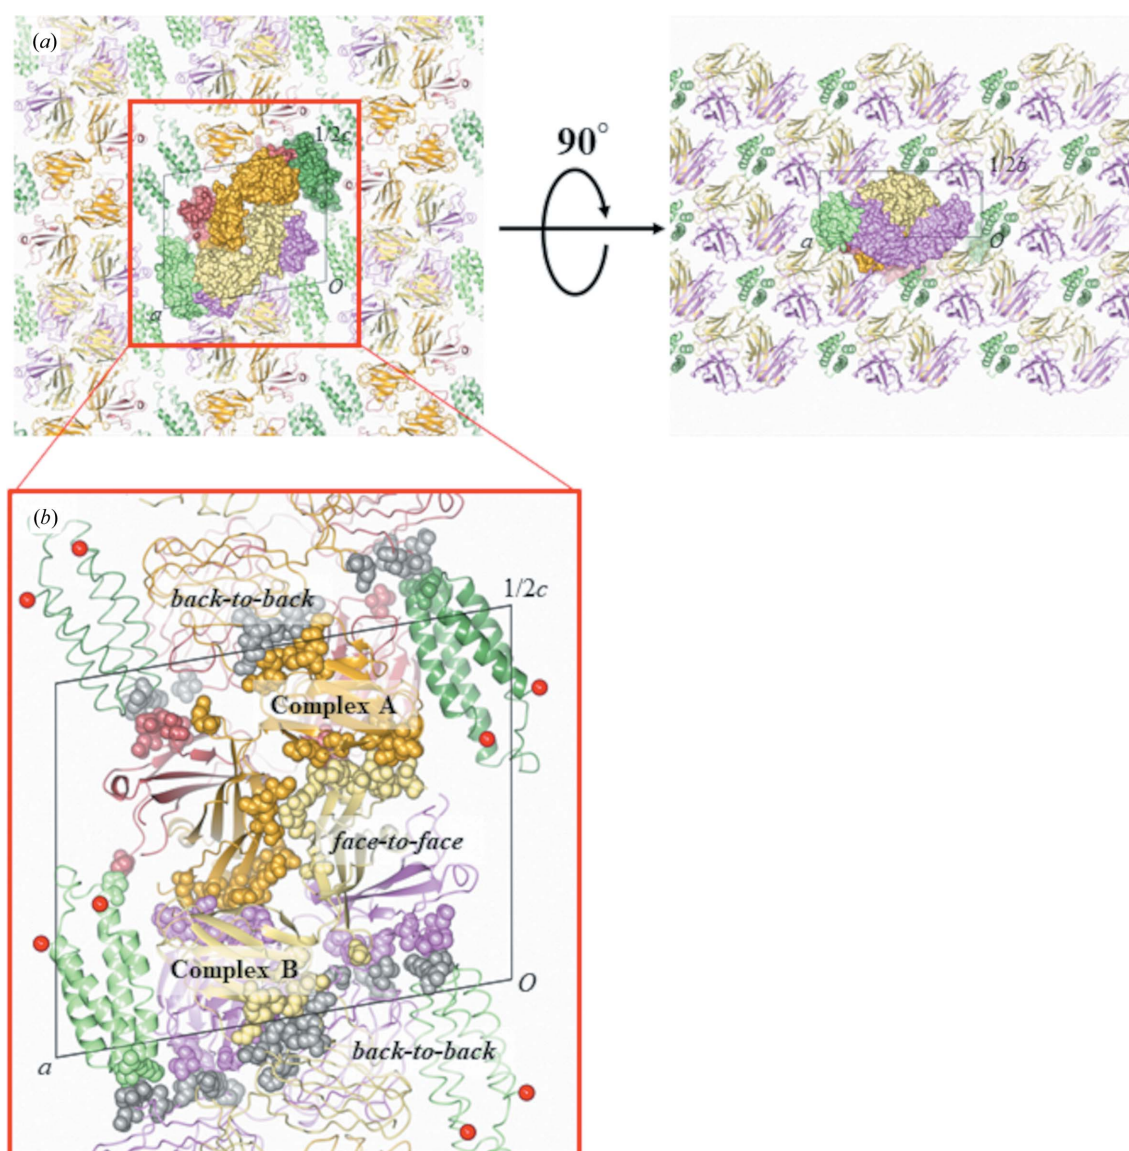 (a)
1/2c
O
a
90°
1/2b
a
O
(b)
1/2c
back-to-back
Complex A
face-to-face
Complex B
O
back-to-back
a